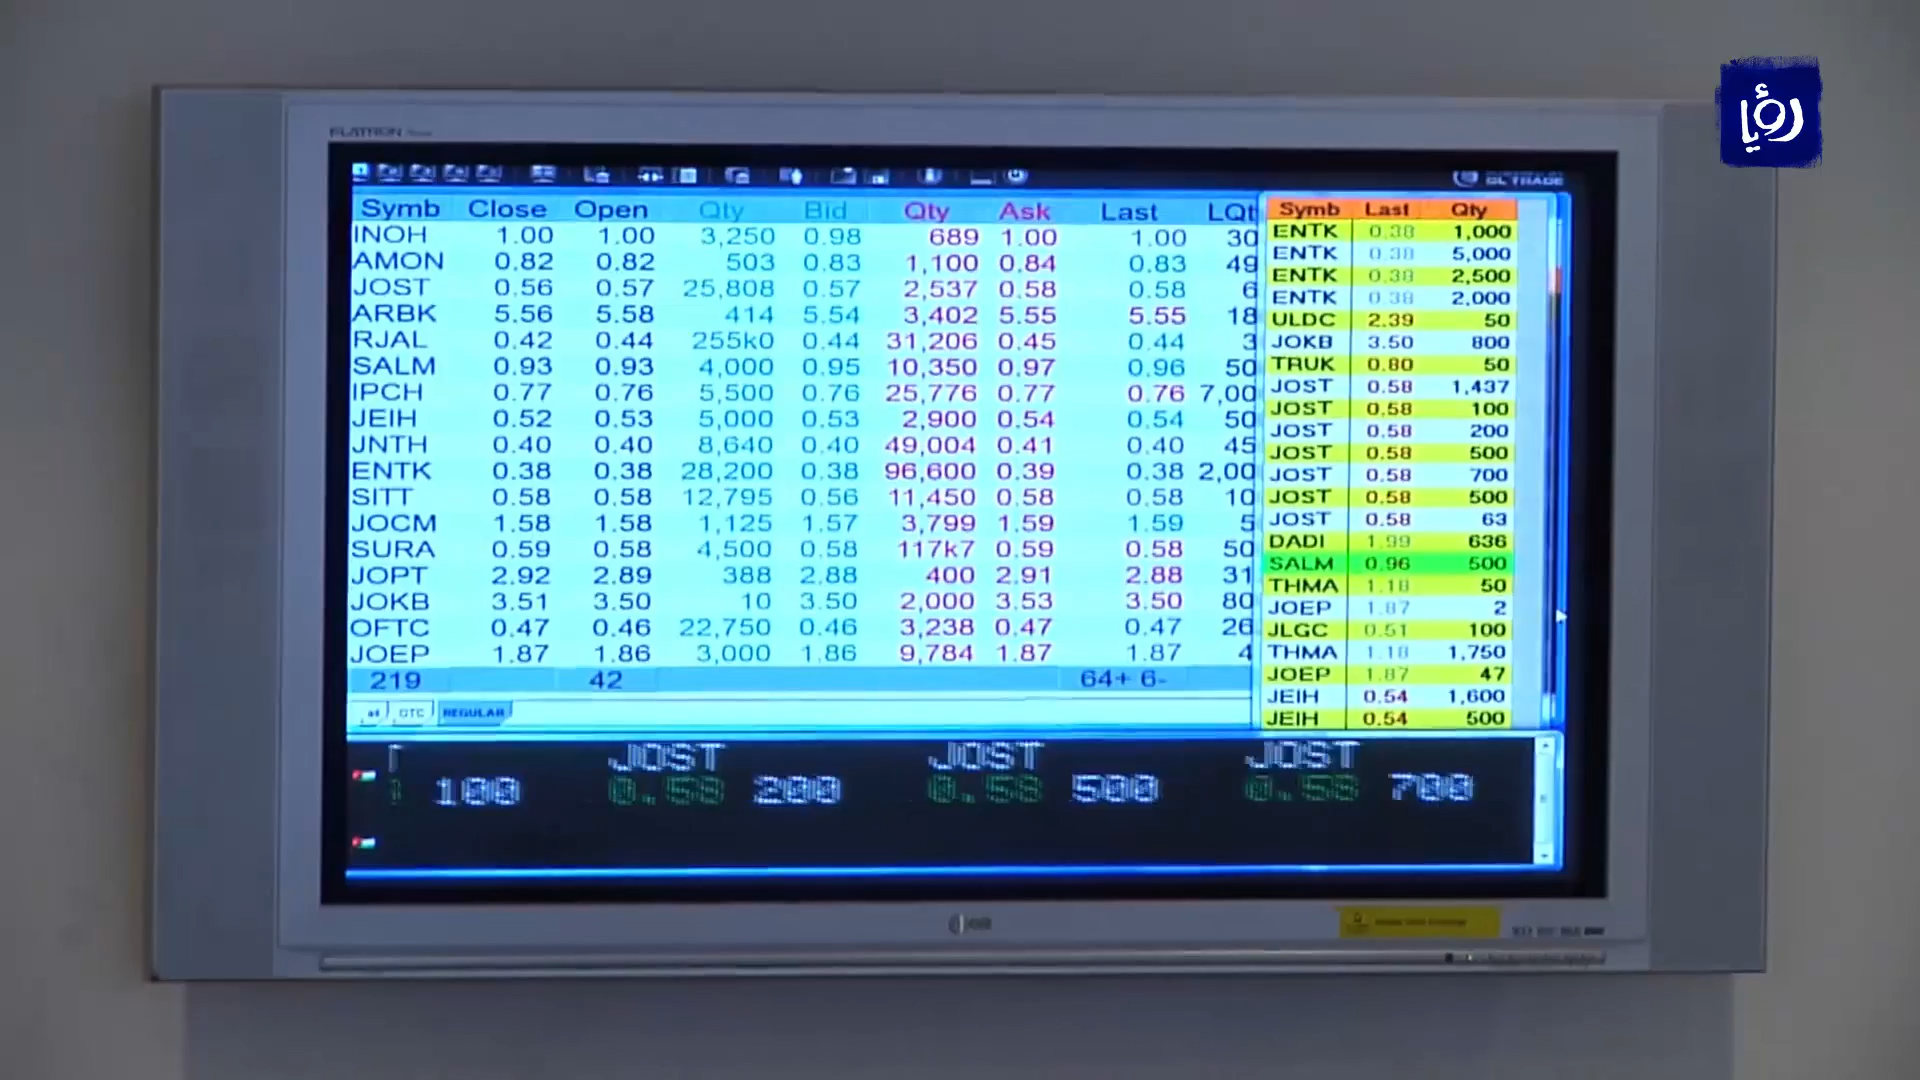 رؤيا
FLATRON
GL TRADE
Symb Close Open Qty Bid Qty Ask Last LQt
INOH 1.00 1.00 3,250 0.98 689 1.00 1.00 30
AMON 0.82 0.82 503 0.83 1,100 0.84 0.83 49
JOST 0.56 0.57 25,808 0.57 2,537 0.58 0.58 6
ARBK 5.56 5.58 414 5.54 3,402 5.55 5.55 18
RJAL 0.42 0.44 255k0 0.44 31,206 0.45 0.44 3
SALM 0.93 0.93 4,000 0.95 10,350 0.97 0.96 50
IPCH 0.77 0.76 5,500 0.76 25,776 0.77 0.76 7,00
JEIH 0.52 0.53 5,000 0.53 2,900 0.54 0.54 50
JNTH 0.40 0.40 8,640 0.40 49,004 0.41 0.40 45
ENTK 0.38 0.38 28,200 0.38 96,600 0.39 0.38 2,00
SITT 0.58 0.58 12,795 0.56 11,450 0.58 0.58 10
JOCM 1.58 1.58 1,125 1.57 3,799 1.59 1.59 5
SURA 0.59 0.58 4,500 0.58 117k7 0.59 0.58 50
JOPT 2.92 2.89 388 2.88 400 2.91 2.88 31
JOKB 3.51 3.50 10 3.50 2,000 3.53 3.50 80
OFTC 0.47 0.46 22,750 0.46 3,238 0.47 0.47 26
JOEP 1.87 1.86 3,000 1.86 9,784 1.87 1.87 4
219 42 64+ 6-
OTC REGULAR
Symb Last Qty
ENTK 0.38 1,000
ENTK 0.38 5,000
ENTK 0.38 2,500
ENTK 0.38 2,000
ULDC 2.39 50
JOKB 3.50 800
TRUK 0.80 50
JOST 0.58 1,437
JOST 0.58 100
JOST 0.58 200
JOST 0.58 500
JOST 0.58 700
JOST 0.58 500
JOST 0.58 63
DADI 1.99 636
SALM 0.96 500
THMA 1.18 50
JOEP 1.87 2
JLGC 0.51 100
THMA 1.18 1,750
JOEP 1.87 47
JEIH 0.54 1,600
JEIH 0.54 500
JOST JOST JOST
100 0.58 200 0.58 500 0.58 700